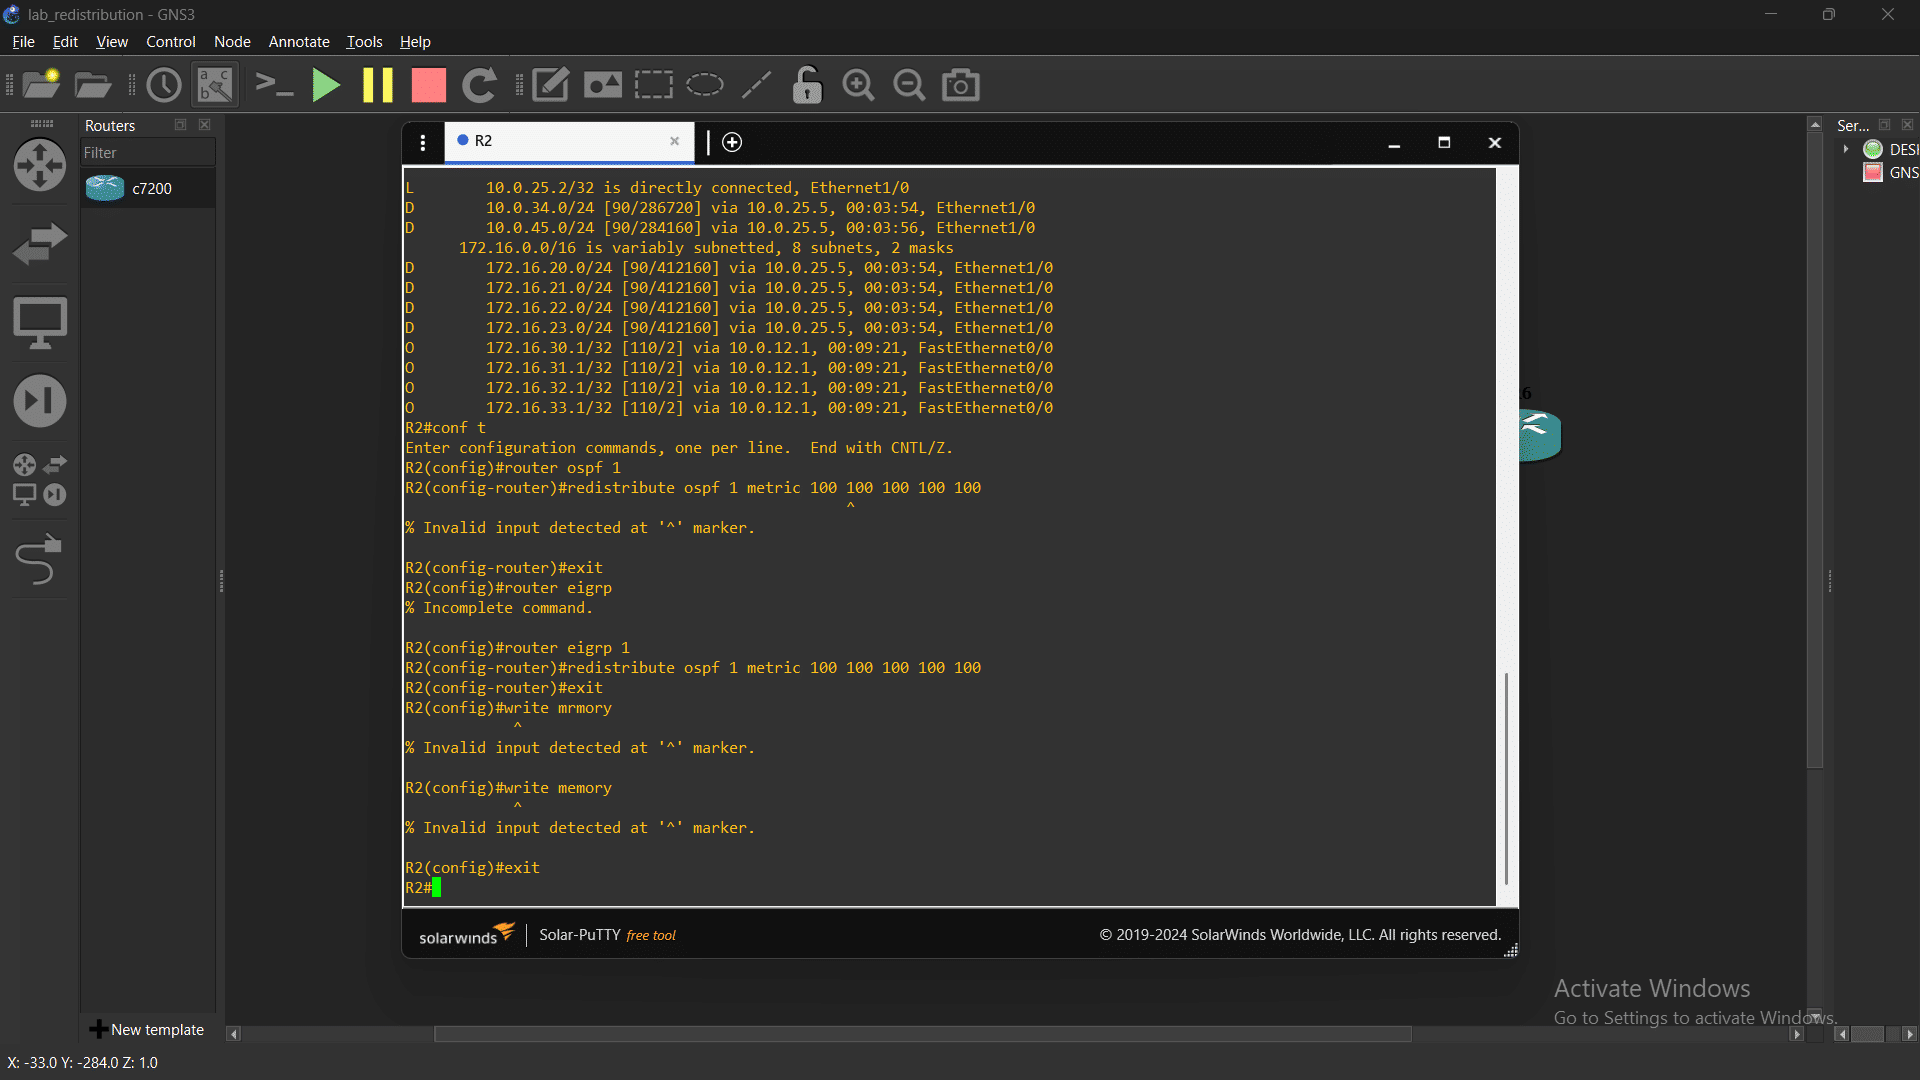 lab_redistribution - GNS3
File Edit View Control Node Annotate Tools Help
Routers
Filter
c7200
New template
X: -33.0 Y: -284.0 Z: 1.0
R2
L        10.0.25.2/32 is directly connected, Ethernet1/0
D        10.0.34.0/24 [90/286720] via 10.0.25.5, 00:03:54, Ethernet1/0
D        10.0.45.0/24 [90/284160] via 10.0.25.5, 00:03:56, Ethernet1/0
      172.16.0.0/16 is variably subnetted, 8 subnets, 2 masks
D        172.16.20.0/24 [90/412160] via 10.0.25.5, 00:03:54, Ethernet1/0
D        172.16.21.0/24 [90/412160] via 10.0.25.5, 00:03:54, Ethernet1/0
D        172.16.22.0/24 [90/412160] via 10.0.25.5, 00:03:54, Ethernet1/0
D        172.16.23.0/24 [90/412160] via 10.0.25.5, 00:03:54, Ethernet1/0
O        172.16.30.1/32 [110/2] via 10.0.12.1, 00:09:21, FastEthernet0/0
O        172.16.31.1/32 [110/2] via 10.0.12.1, 00:09:21, FastEthernet0/0
O        172.16.32.1/32 [110/2] via 10.0.12.1, 00:09:21, FastEthernet0/0
O        172.16.33.1/32 [110/2] via 10.0.12.1, 00:09:21, FastEthernet0/0
R2#conf t
Enter configuration commands, one per line.  End with CNTL/Z.
R2(config)#router ospf 1
R2(config-router)#redistribute ospf 1 metric 100 100 100 100 100
                                                 ^
% Invalid input detected at '^' marker.
R2(config-router)#exit
R2(config)#router eigrp
% Incomplete command.
R2(config)#router eigrp 1
R2(config-router)#redistribute ospf 1 metric 100 100 100 100 100
R2(config-router)#exit
R2(config)#write mrmory
            ^
% Invalid input detected at '^' marker.
R2(config)#write memory
            ^
% Invalid input detected at '^' marker.
R2(config)#exit
R2#
solarwinds Solar-PuTTY free tool
© 2019-2024 SolarWinds Worldwide, LLC. All rights reserved.
6
Ser...
DESI
GNS
Activate Windows
Go to Settings to activate Windows.